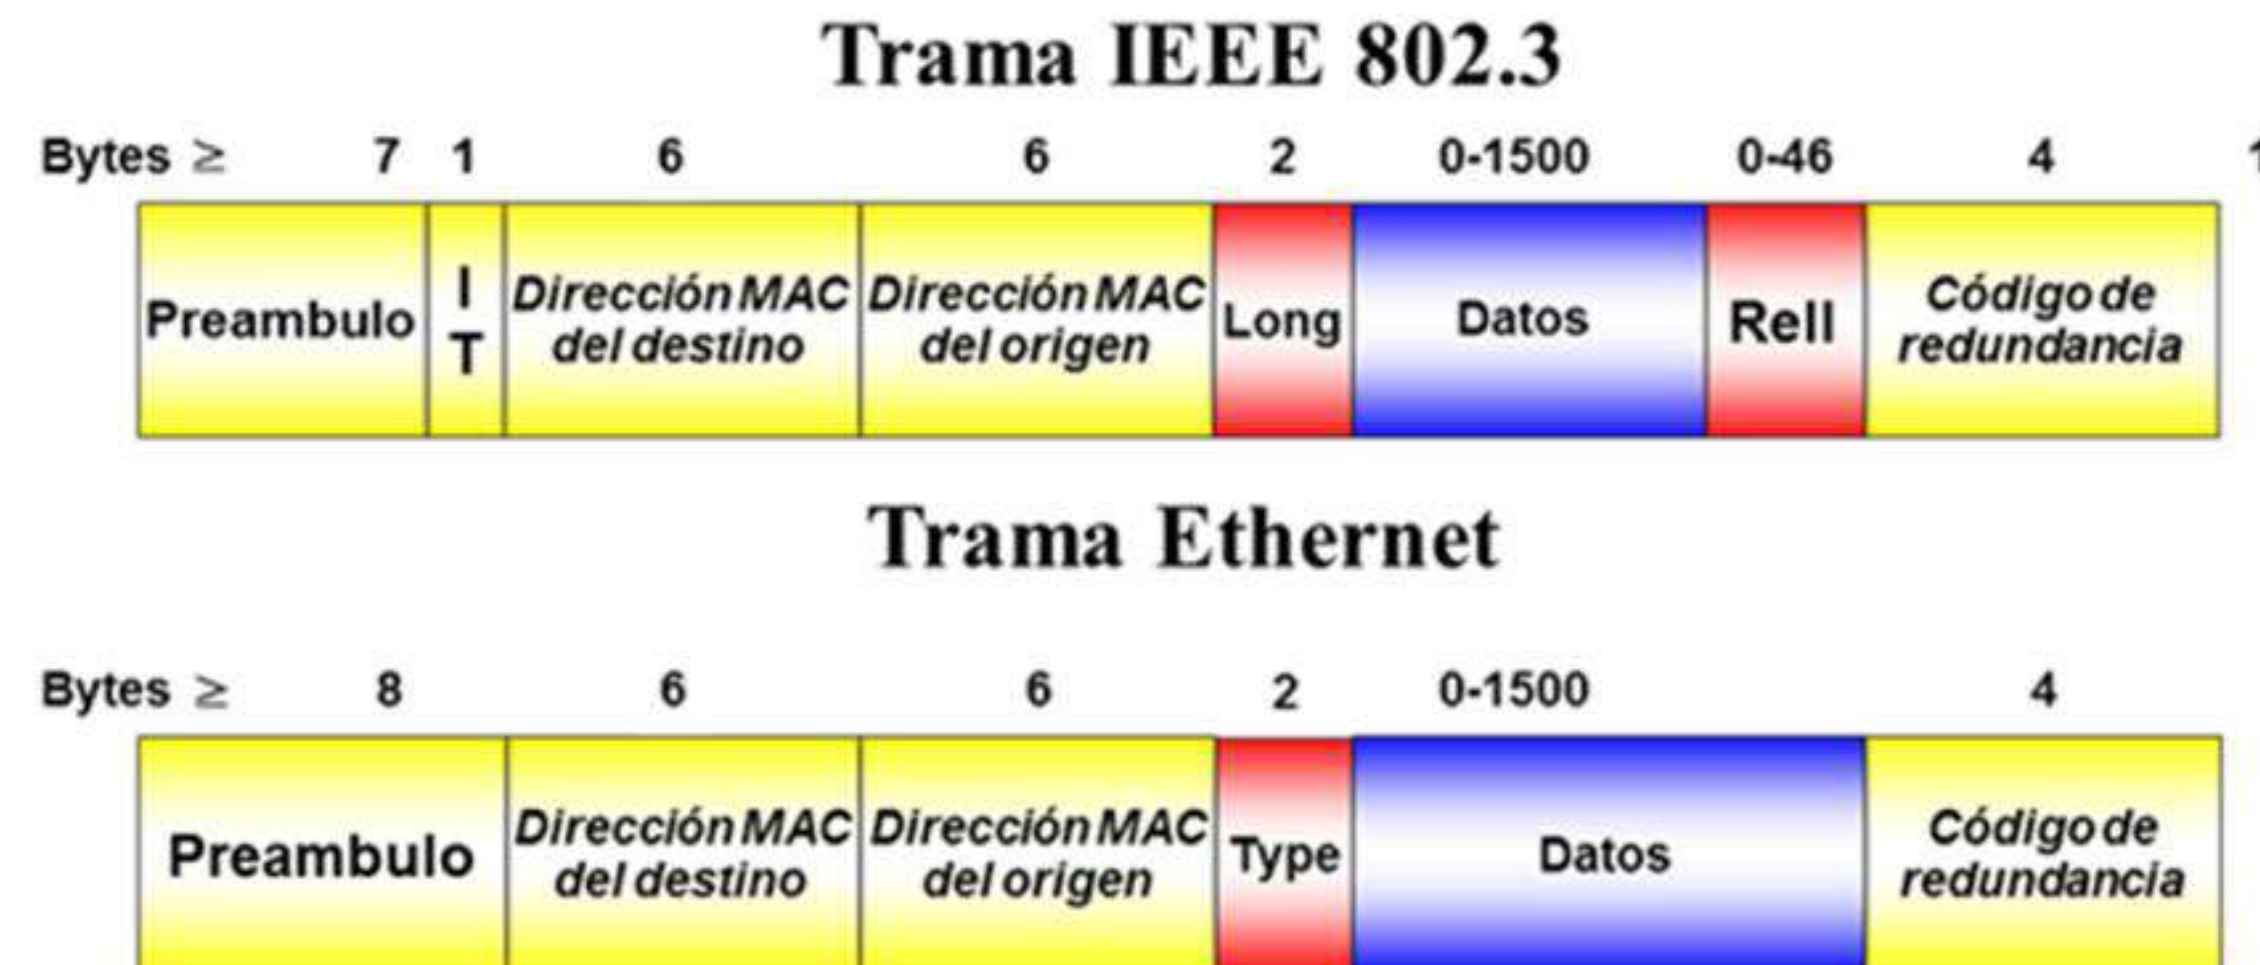 Trama IEEE 802.3
Bytes ≥ 7 1 6 6 2 0-1500 0-46 4 1
Preambulo
I
T
Dirección MAC
del destino
Dirección MAC
del origen
Long
Datos
Rell
Código de
redundancia
Trama Ethernet
Bytes ≥ 8 6 6 2 0-1500 4
Preambulo
Dirección MAC
del destino
Dirección MAC
del origen
Type
Datos
Código de
redundancia